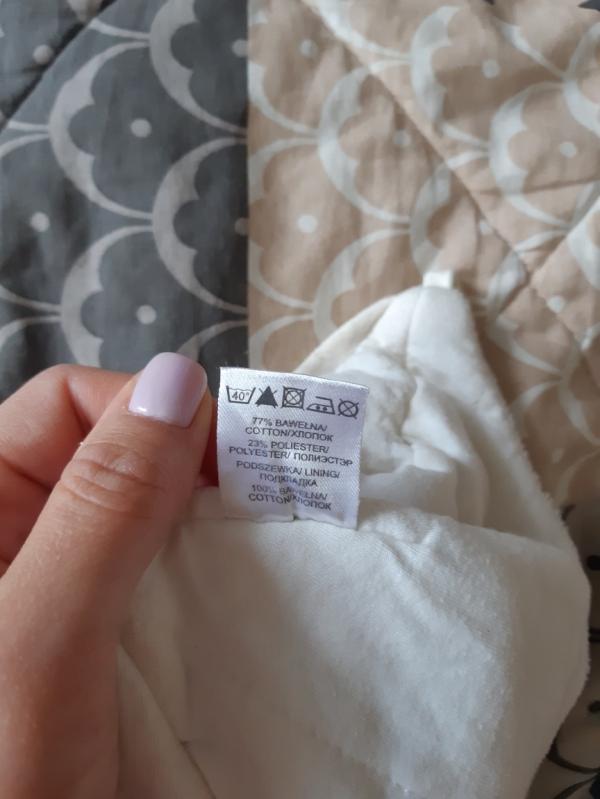 40°
77% BAWEŁNA/
COTTON/ХЛОПОК
23% POLIESTER/
POLYESTER/ ПОЛИЭСТЭР
PODSZEWKA/ LINING/
ПОДКЛАДКА
100% BAWEŁNA/
COTTON/ХЛОПОК